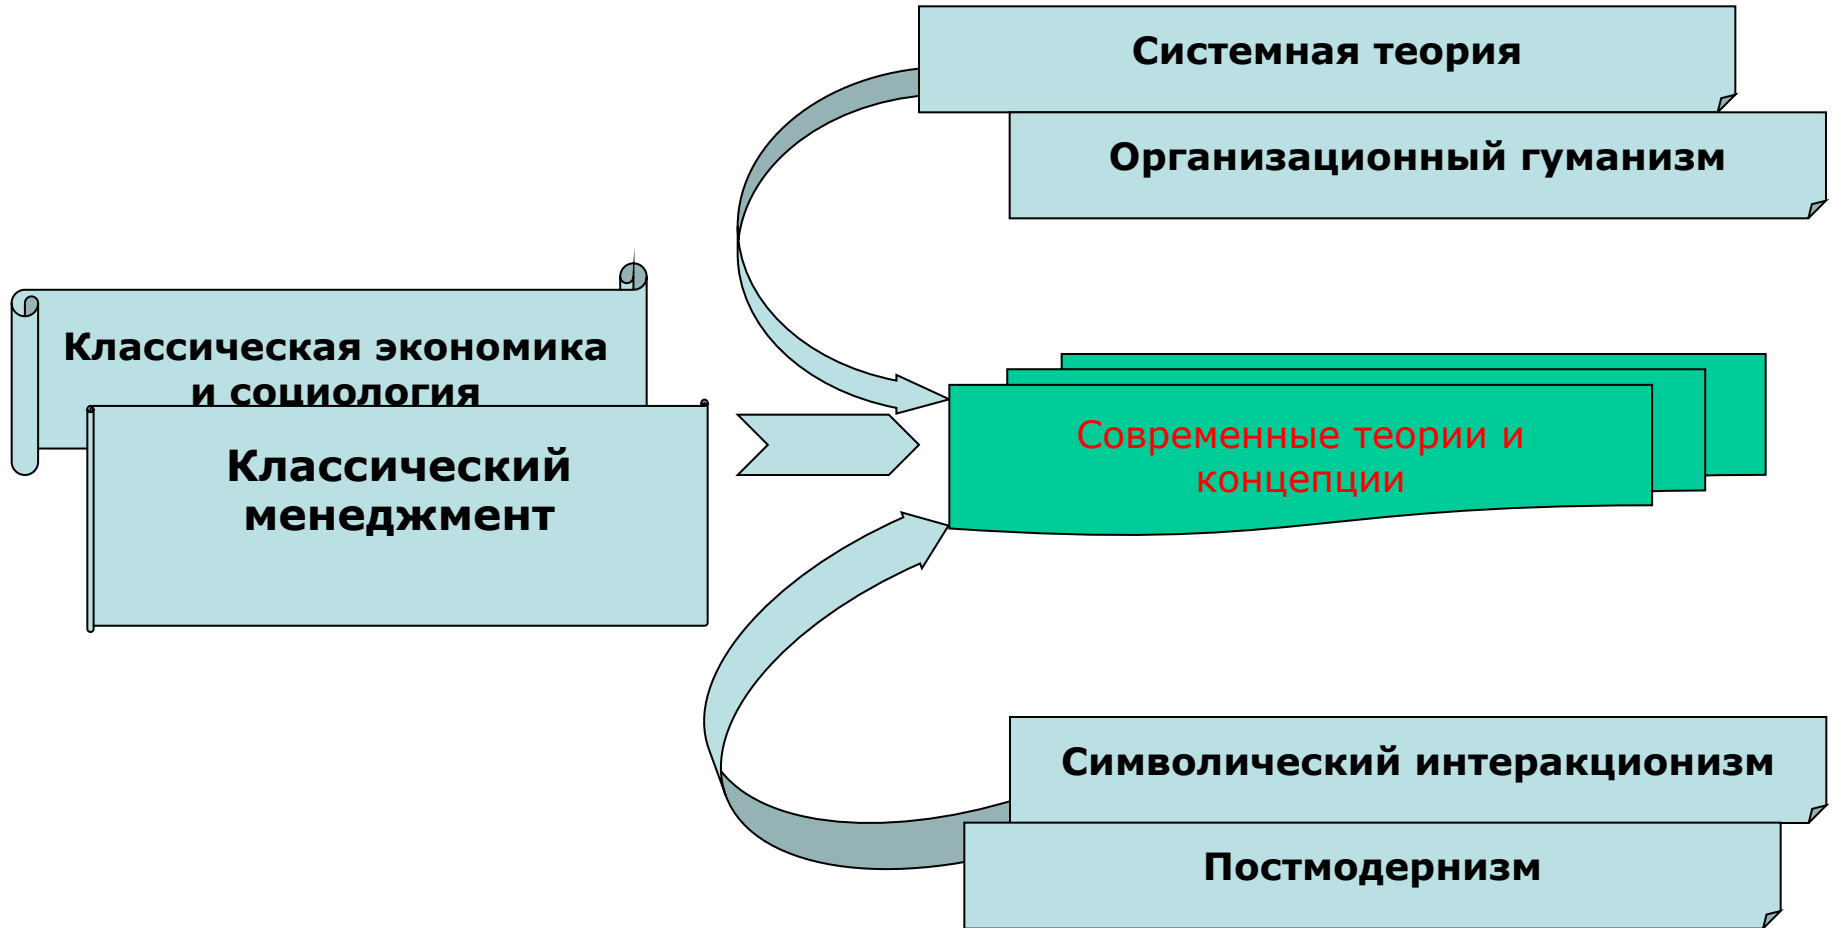 Системная теория
Организационный гуманизм
Классическая экономика
и социология
Классический
менеджмент
Современные теории и
концепции
Символический интеракционизм
Постмодернизм